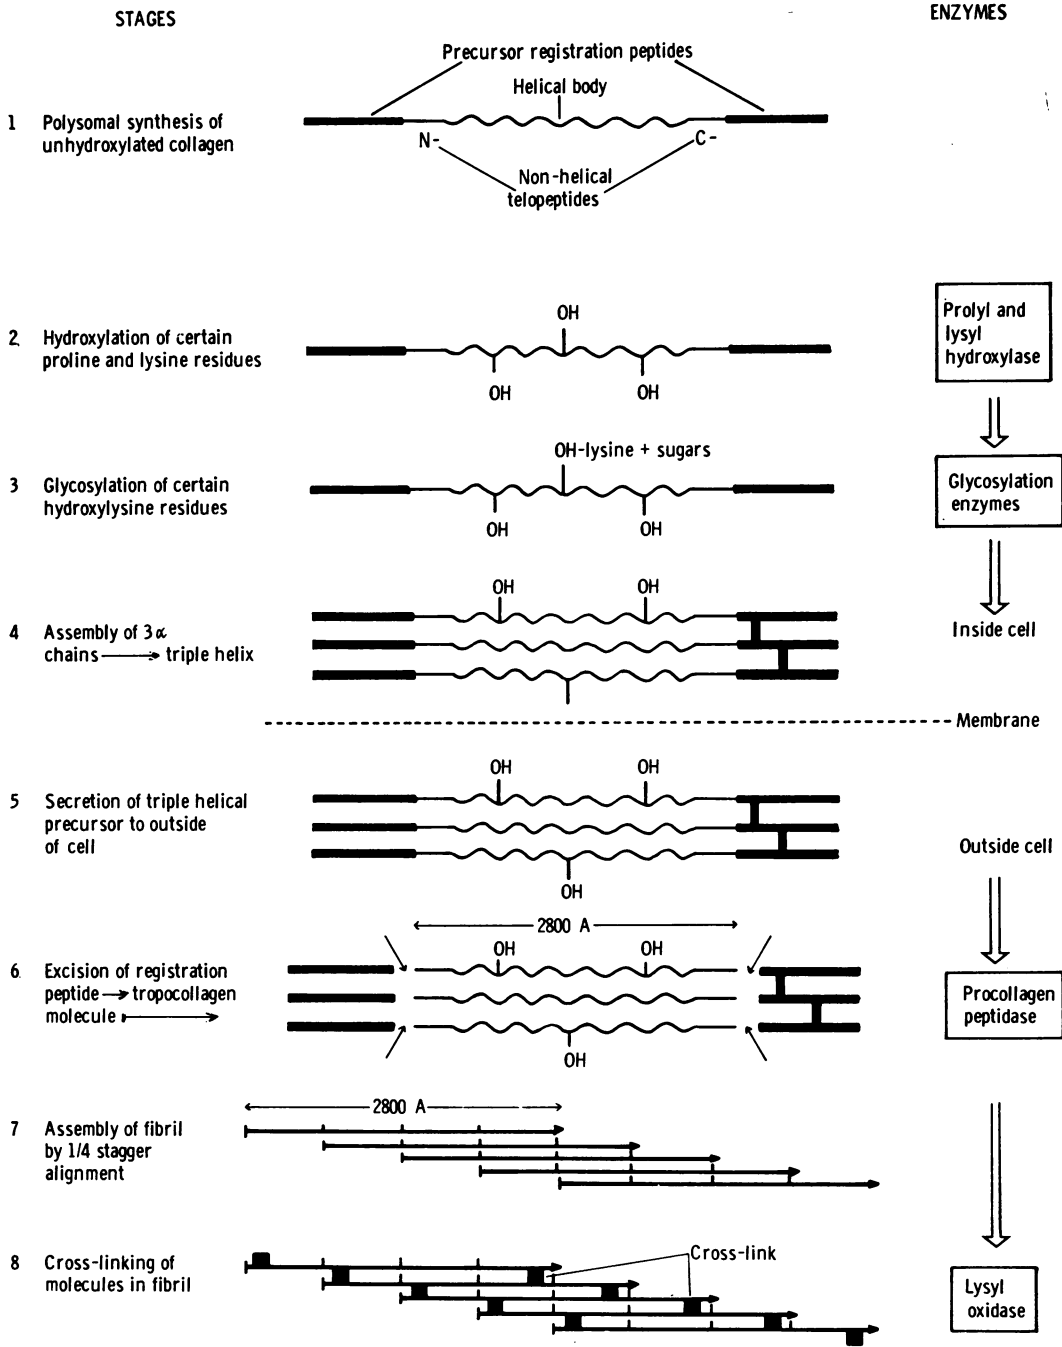 STAGES
ENZYMES
Precursor registration peptides
Helical body
1 Polysomal synthesis of
unhydroxylated collagen
N-
C-
Non-helical
telopeptides
OH
2 Hydroxylation of certain
proline and lysine residues
OH
OH
Prolyl and
lysyl
hydroxylase
OH-lysine + sugars
3 Glycosylation of certain
hydroxylysine residues
OH
OH
Glycosylation
enzymes
OH
OH
4 Assembly of 3α
chains → triple helix
Inside cell
Membrane
OH
OH
5 Secretion of triple helical
precursor to outside
of cell
OH
Outside cell
2800 A
OH
OH
6 Excision of registration
peptide → tropocollagen
molecule
OH
Procollagen
peptidase
2800 A
7 Assembly of fibril
by 1/4 stagger
alignment
8 Cross-linking of
molecules in fibril
Cross-link
Lysyl
oxidase